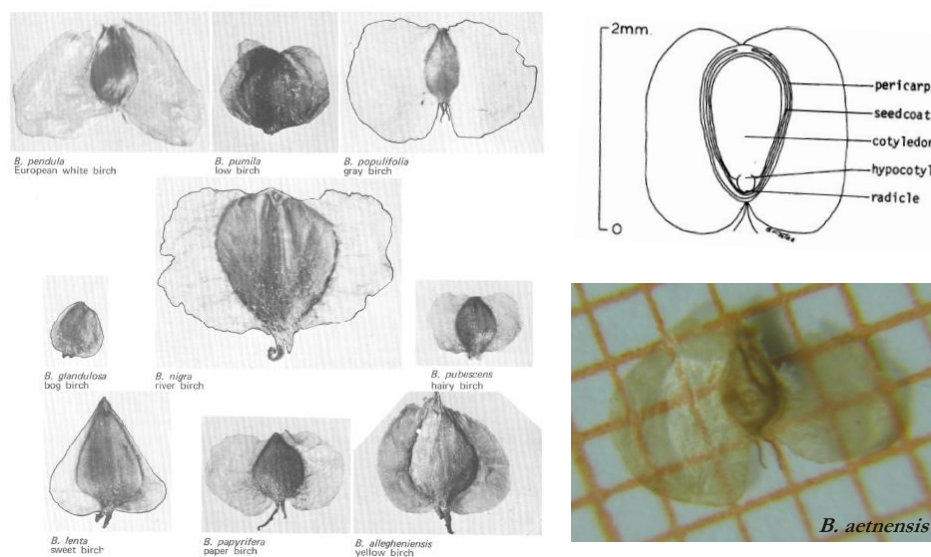 B. pendula
European white birch
B. pumila
low birch
B. populifolia
gray birch
B. glandulosa
bog birch
B. nigra
river birch
B. pubescens
hairy birch
B. lenta
sweet birch
B. papyrifera
paper birch
B. allegheniensis
yellow birch
2mm.
0
pericarp
seedcoat
cotyledon
hypocotyl
radicle
B. aetnensis